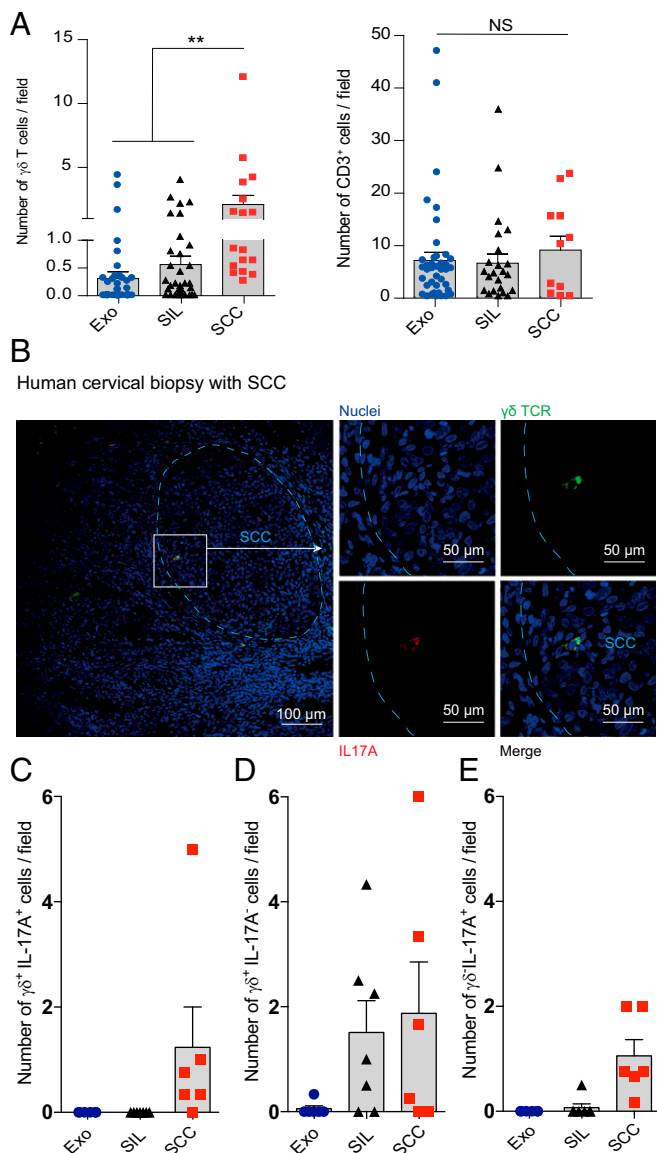 A
Number of γδ T cells / field
15
10
5
1.0
0.5
0.0
**
Exo
SIL
SCC
Number of CD3⁺ cells / field
50
40
30
20
10
0
NS
Exo
SIL
SCC
B
Human cervical biopsy with SCC
Nuclei
γδ TCR
SCC
100 µm
50 µm
50 µm
50 µm
SCC
50 µm
IL17A
Merge
C
Number of γδ⁺ IL-17A⁺ cells / field
6
4
2
0
Exo
SIL
SCC
D
Number of γδ⁺ IL-17A⁻ cells / field
6
4
2
0
Exo
SIL
SCC
E
Number of γδ⁻IL-17A⁺ cells / field
6
4
2
0
Exo
SIL
SCC